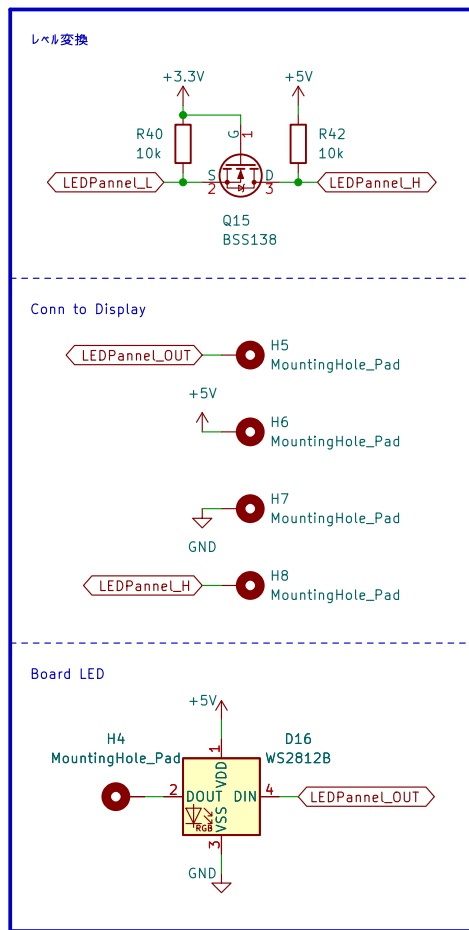 レベル変換
+3.3V
+5V
R40
10k
G
1
R42
10k
LEDPannel_L
S
2
D
3
LEDPannel_H
Q15
BSS138
Conn to Display
LEDPannel_OUT
H5
MountingHole_Pad
+5V
H6
MountingHole_Pad
H7
MountingHole_Pad
GND
LEDPannel_H
H8
MountingHole_Pad
Board LED
+5V
H4
MountingHole_Pad
D16
WS2812B
1
VDD
2
DOUT
DIN
4
LEDPannel_OUT
RGB
VSS
3
GND